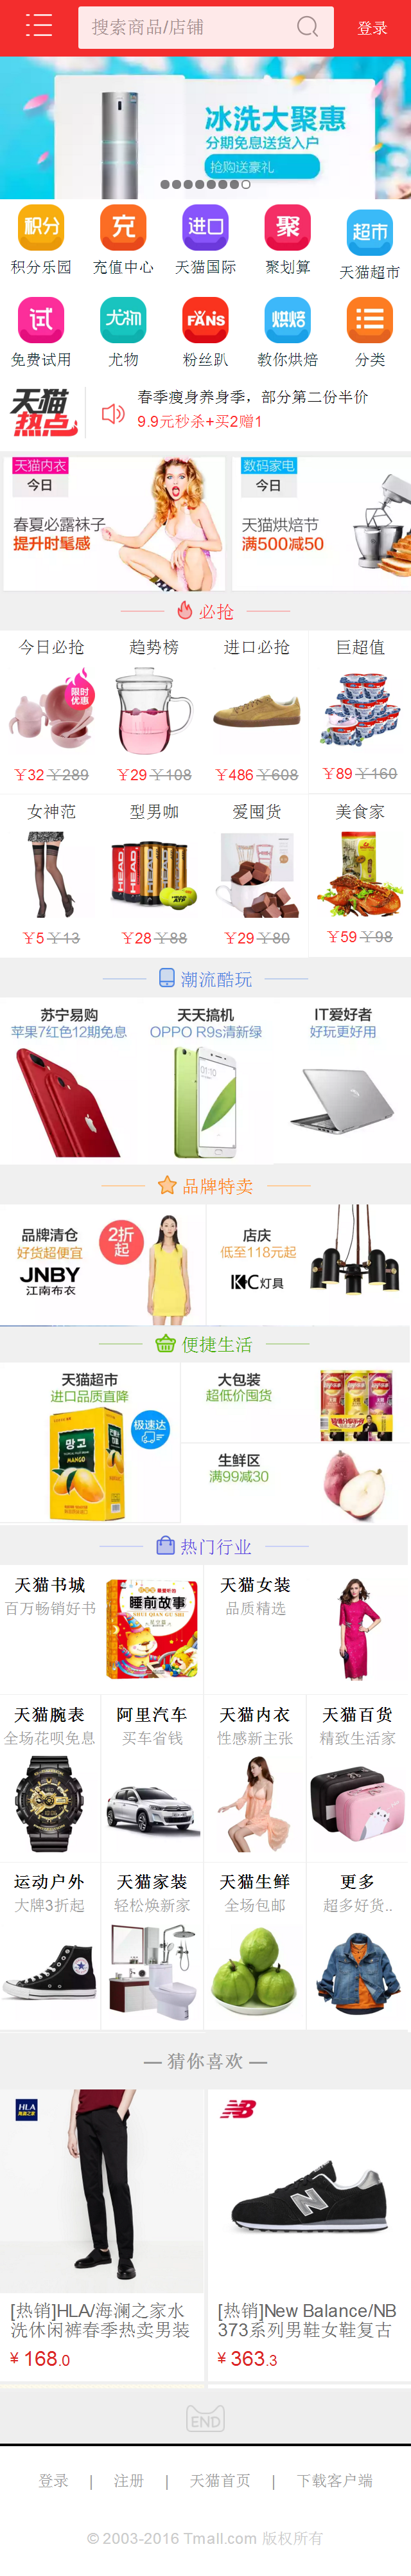 搜索商品/店铺
登录
冰洗大聚惠
分期免息送货入户
抢购送豪礼
积分
充
进口
聚
超市
积分乐园
充值中心
天猫国际
聚划算
天猫超市
试
尤物
FANS
烘焙
免费试用
尤物
粉丝趴
教你烘焙
分类
天猫
热点
春季瘦身养身季，部分第二份半价
9.9元秒杀+买2赠1
天猫内衣
今日
春夏必露袜子
提升时髦感
数码家电
今日
天猫烘焙节
满500减50
必抢
今日必抢
趋势榜
进口必抢
巨超值
限时
优惠
¥32 ¥289
¥29 ¥108
¥486 ¥608
¥89 ¥160
女神范
型男咖
爱囤货
美食家
HEAD
¥5 ¥13
¥28 ¥88
¥29 ¥80
¥59 ¥98
潮流酷玩
苏宁易购
苹果7红色12期免息
天天搞机
OPPO R9s清新绿
IT爱好者
好玩更好用
品牌特卖
品牌清仓
好货超便宜
JNBY
江南布衣
2折
起
店庆
低至118元起
灯具
便捷生活
天猫超市
进口品质直降
极速达
망고
MANGO
大包装
超低价囤货
生鲜区
满99减30
热门行业
天猫书城
百万畅销好书
睡前故事
SHUI QIAN GU SHI
天猫女装
品质精选
天猫腕表
全场花呗免息
阿里汽车
买车省钱
天猫内衣
性感新主张
天猫百货
精致生活家
运动户外
大牌3折起
天猫家装
轻松焕新家
天猫生鲜
全场包邮
更多
超多好货..
— 猜你喜欢 —
HLA
海澜之家
NB
[热销]HLA/海澜之家水
洗休闲裤春季热卖男装
¥ 168.0
[热销]New Balance/NB
373系列男鞋女鞋复古
¥ 363.3
END
登录 | 注册 | 天猫首页 | 下载客户端
© 2003-2016 Tmall.com 版权所有